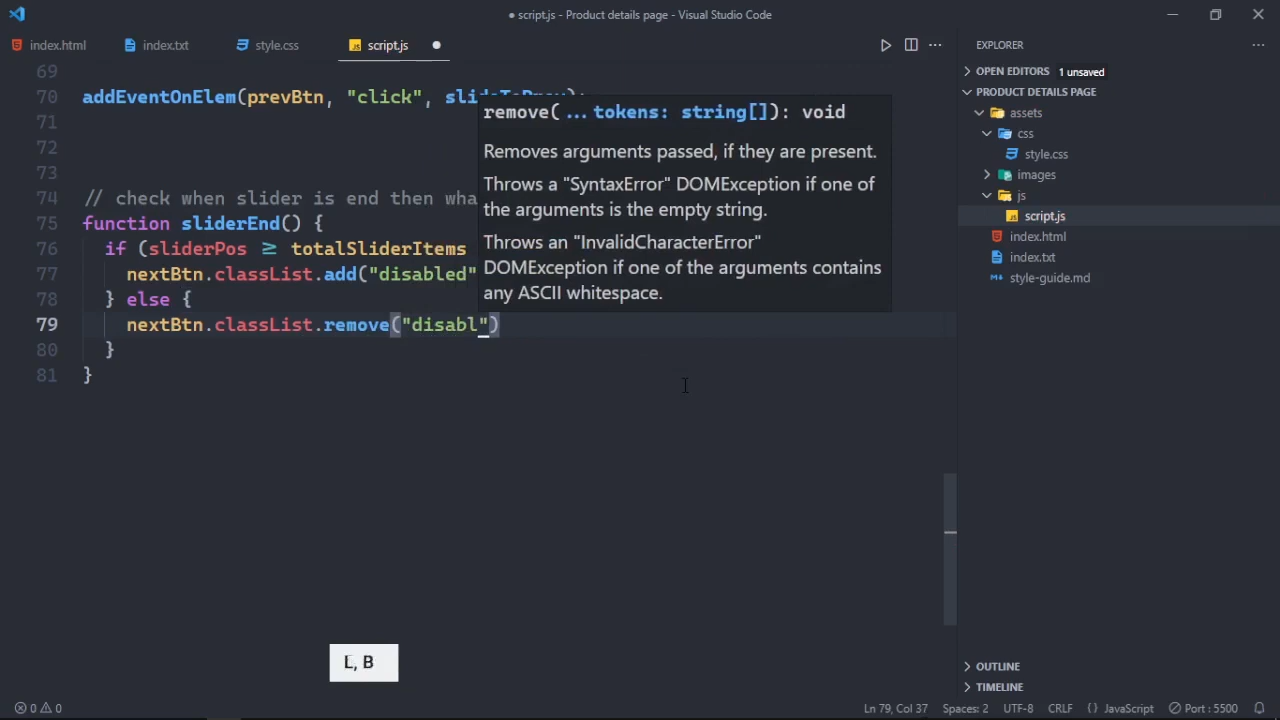 ● script.js - Product details page - Visual Studio Code
index.html
index.txt
style.css
JS script.js ●
EXPLORER
OPEN EDITORS 1 unsaved
PRODUCT DETAILS PAGE
assets
css
style.css
images
js
JS script.js
index.html
index.txt
style-guide.md
OUTLINE
TIMELINE
69
70 addEventOnElem(prevBtn, "click",
71
72
73
74 // check when slider is end then
75 function sliderEnd() {
76 if (sliderPos ≥ totalSliderItems
77 nextBtn.classList.add("disabled"
78 } else {
79 nextBtn.classList.remove("disabl")
80 }
81 }
remove(...tokens: string[]): void
Removes arguments passed, if they are present.
Throws a "SyntaxError" DOMException if one of
the arguments is the empty string.
Throws an "InvalidCharacterError"
DOMException if one of the arguments contains
any ASCII whitespace.
L, B
0 0
Ln 79, Col 37 Spaces: 2 UTF-8 CRLF {} JavaScript Port : 5500